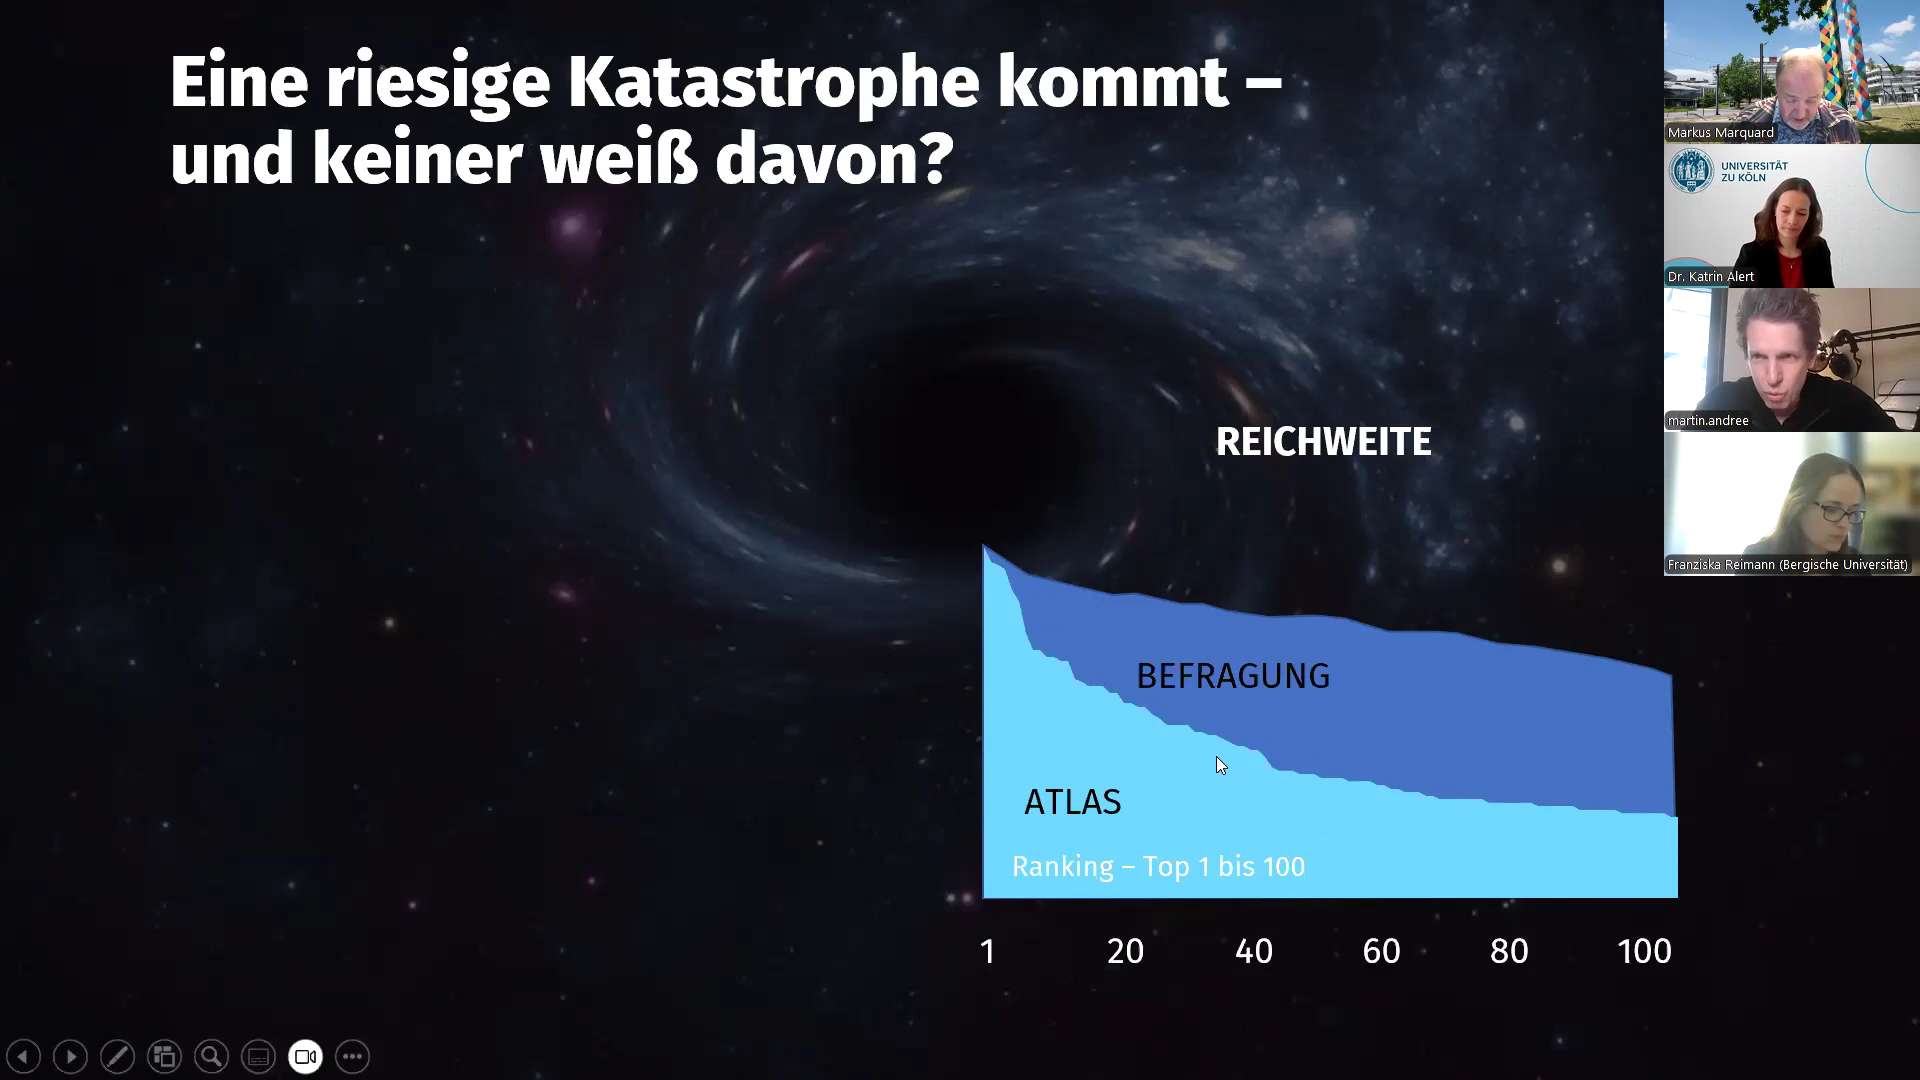 Eine riesige Katastrophe kommt –
und keiner weiß davon?
REICHWEITE
BEFRAGUNG
ATLAS
Ranking – Top 1 bis 100
1 20 40 60 80 100
Markus Marquard
UNIVERSITÄT
ZU KÖLN
Dr. Katrin Alert
martin.andree
Franziska Reimann (Bergische Universität)